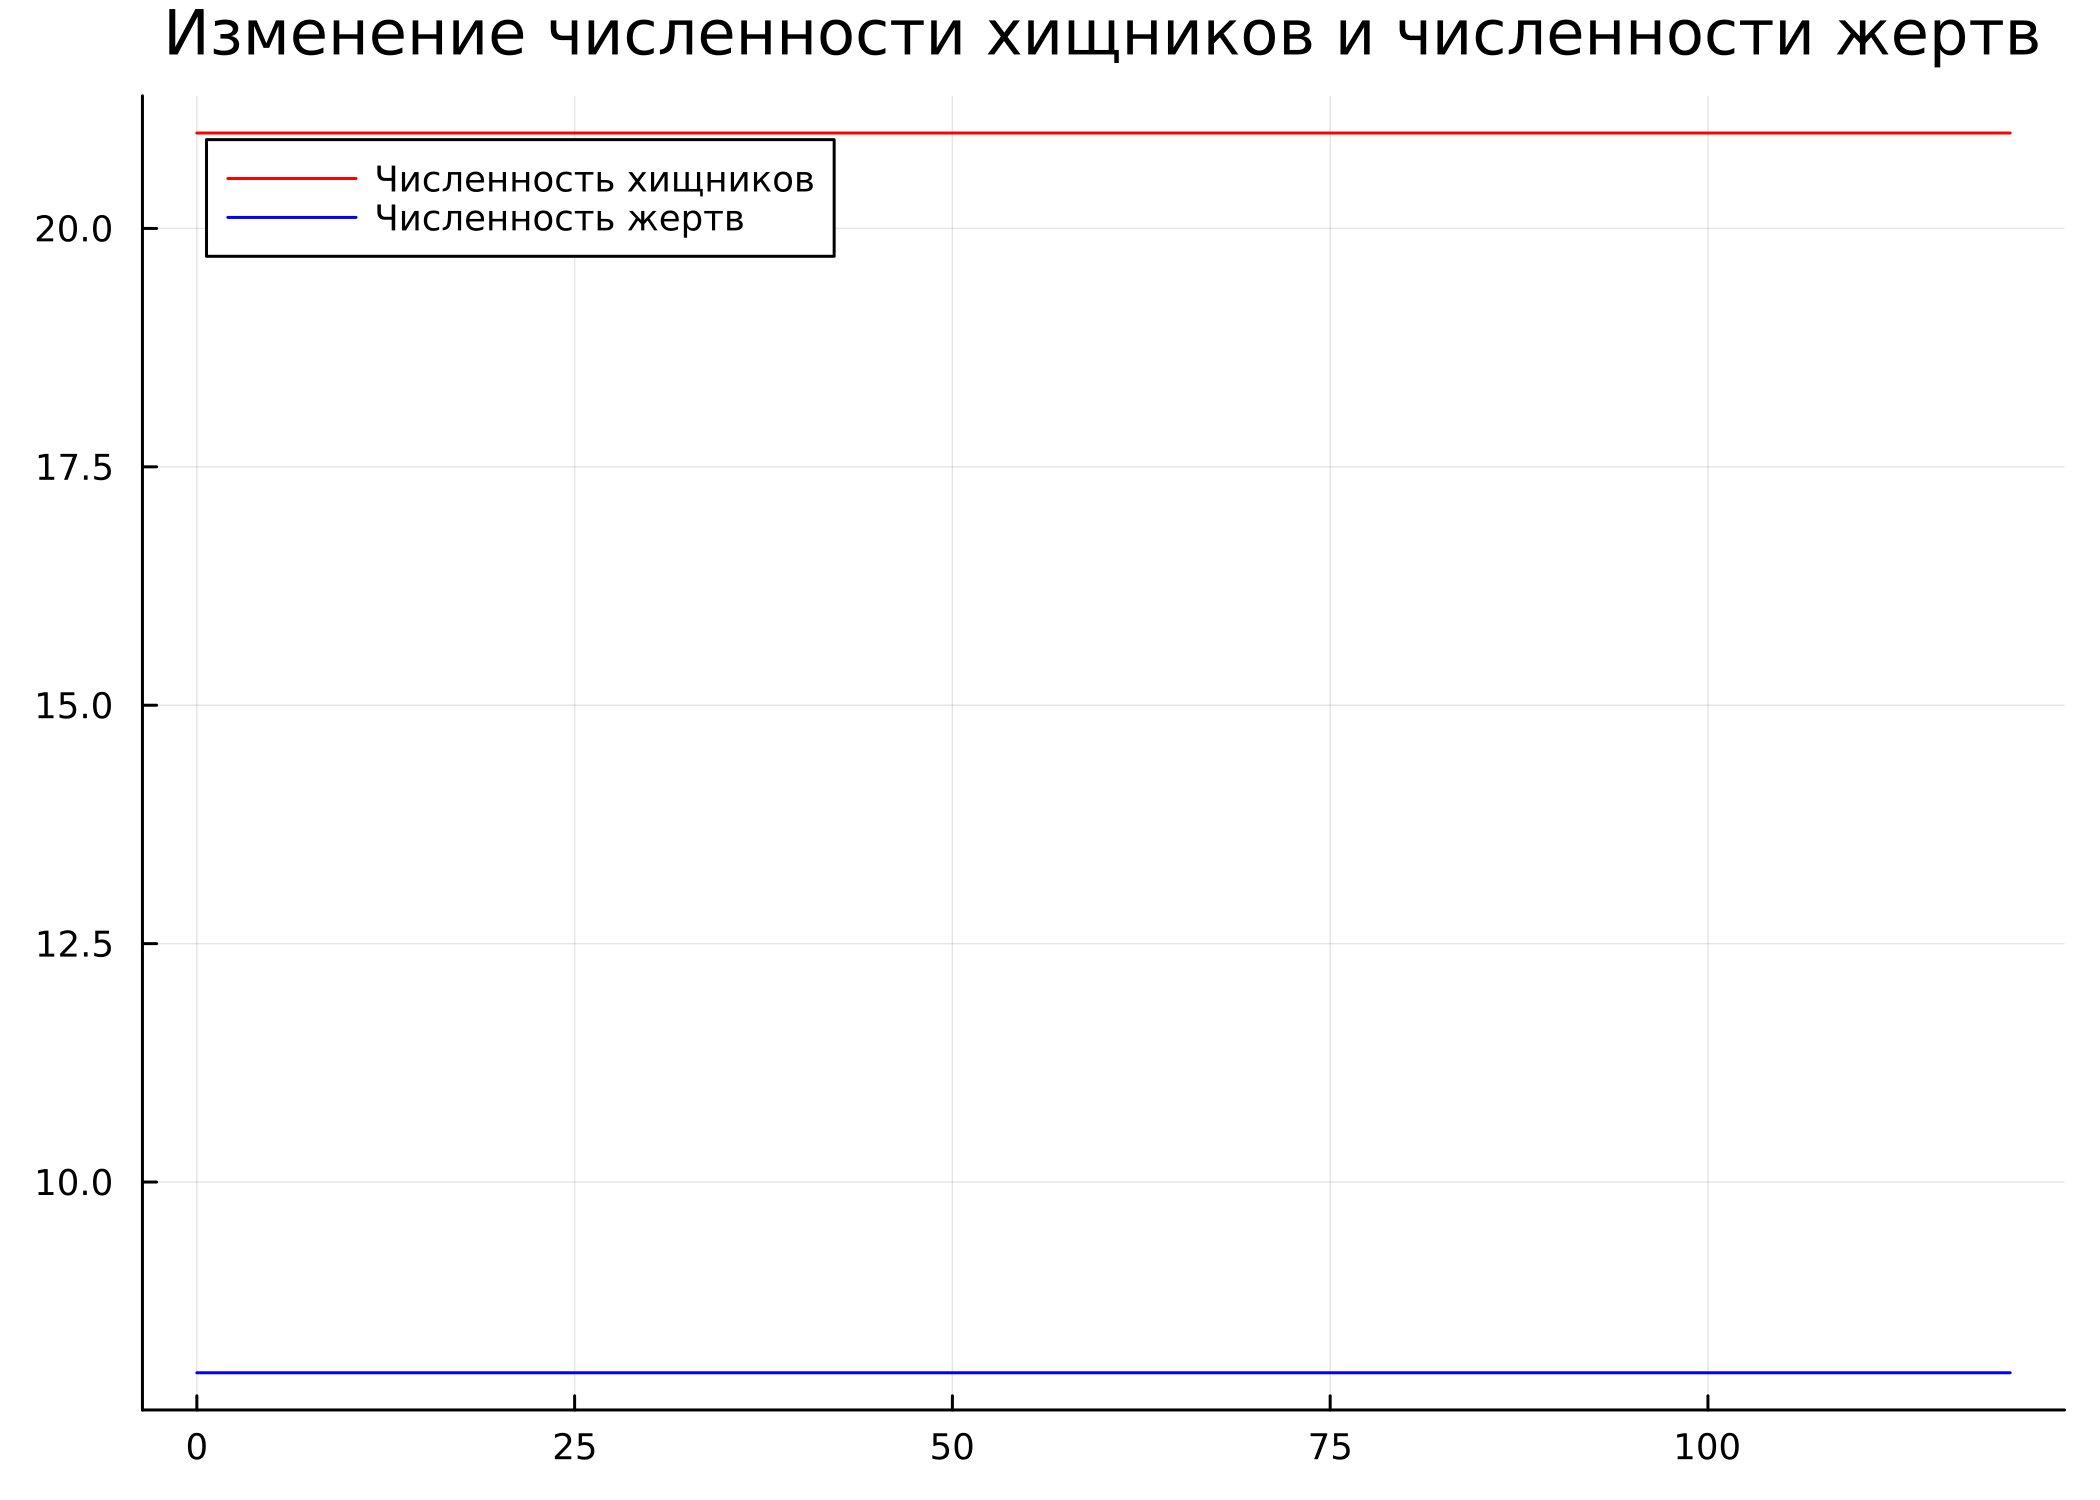 Изменение численности хищников и численности жертв
Численность хищников
Численность жертв
20.0
17.5
15.0
12.5
10.0
0 25 50 75 100